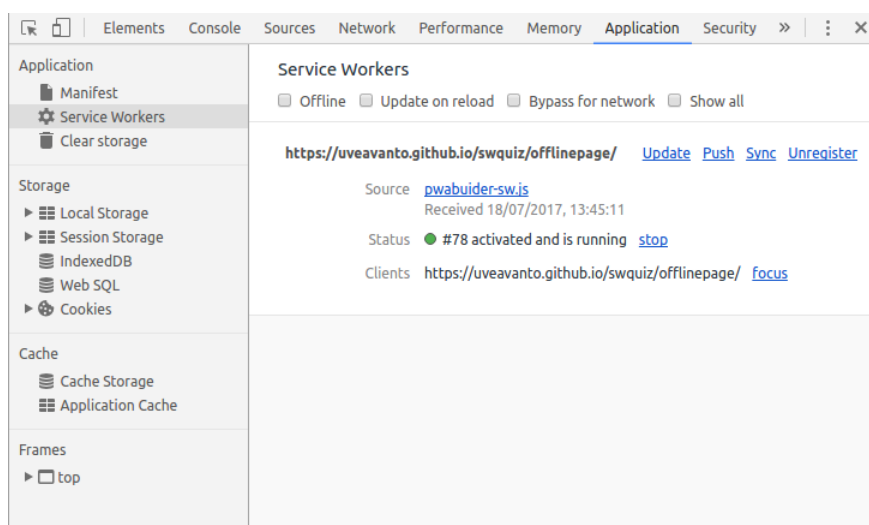 Elements Console Sources Network Performance Memory Application Security »
Application
Manifest
Service Workers
Clear storage
Storage
Local Storage
Session Storage
IndexedDB
Web SQL
Cookies
Cache
Cache Storage
Application Cache
Frames
top
Service Workers
Offline Update on reload Bypass for network Show all
https://uveavanto.github.io/swquiz/offlinepage/ Update Push Sync Unregister
Source pwabuider-sw.js
Received 18/07/2017, 13:45:11
Status #78 activated and is running stop
Clients https://uveavanto.github.io/swquiz/offlinepage/ focus